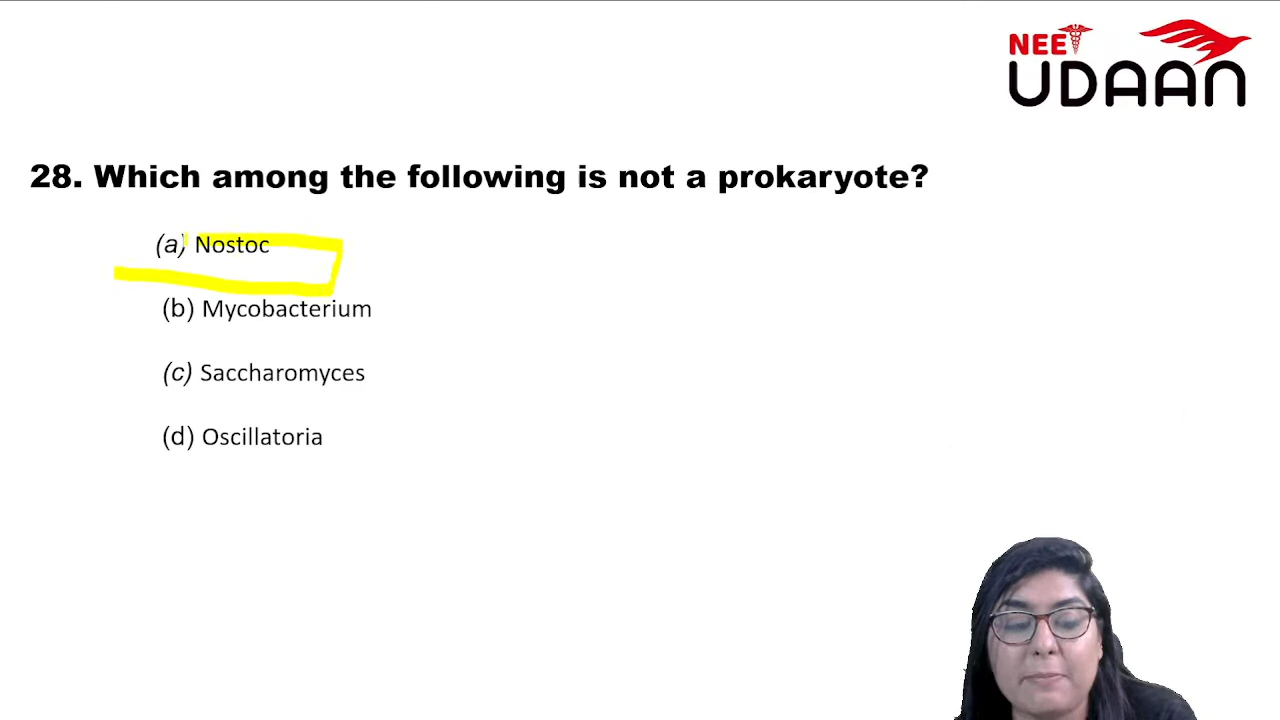 NEET
UDAAN
28. Which among the following is not a prokaryote?
(a) Nostoc
(b) Mycobacterium
(c) Saccharomyces
(d) Oscillatoria